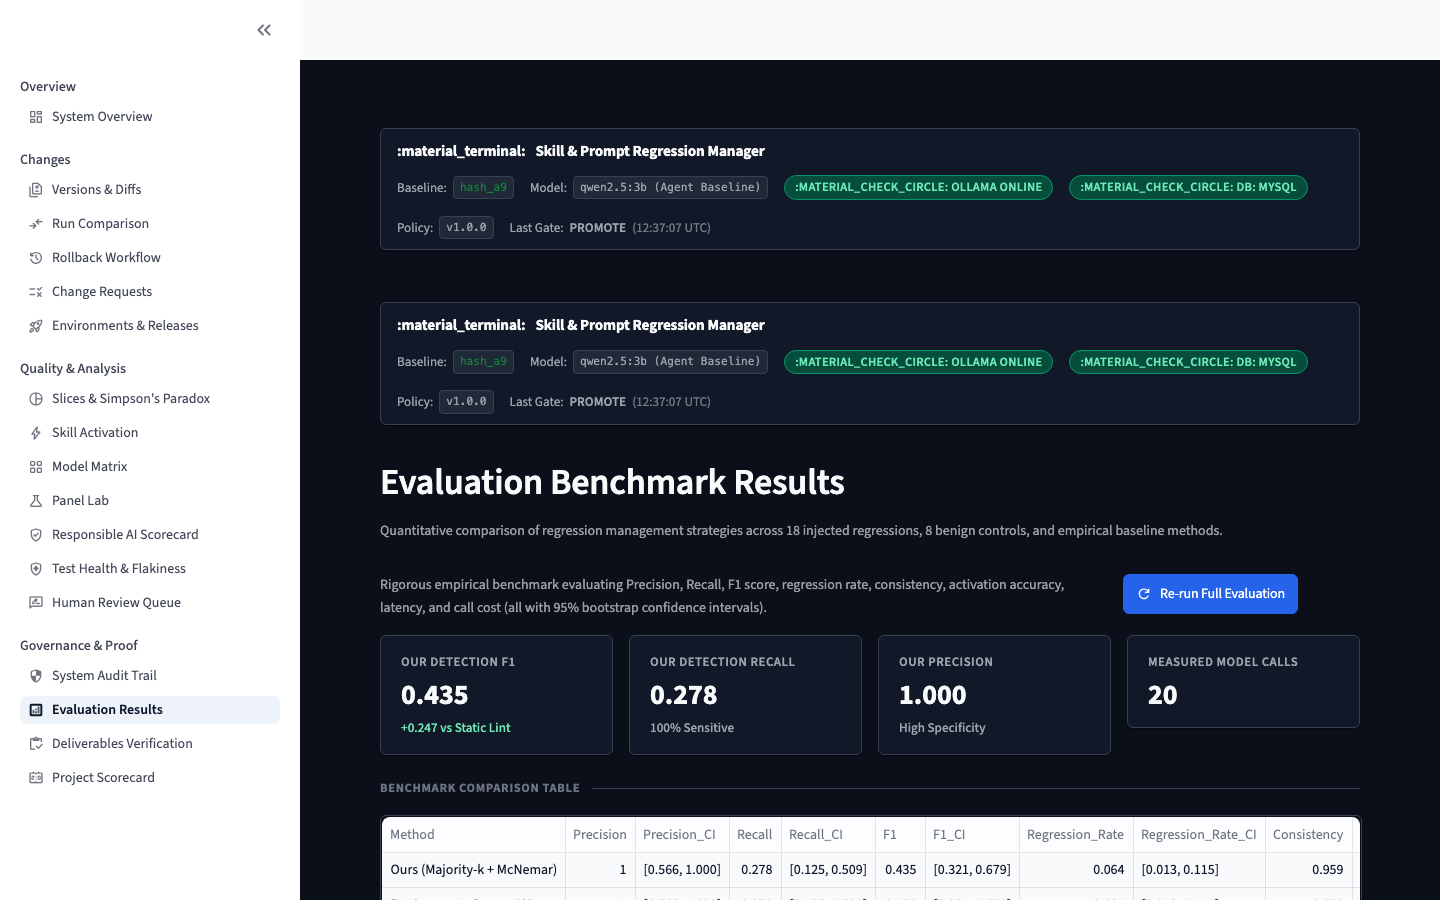 Overview
System Overview
Changes
Versions & Diffs
Run Comparison
Rollback Workflow
Change Requests
Environments & Releases
Quality & Analysis
Slices & Simpson's Paradox
Skill Activation
Model Matrix
Panel Lab
Responsible AI Scorecard
Test Health & Flakiness
Human Review Queue
Governance & Proof
System Audit Trail
Evaluation Results
Deliverables Verification
Project Scorecard
:material_terminal: Skill & Prompt Regression Manager
Baseline: hash_a9 Model: qwen2.5:3b (Agent Baseline) :MATERIAL_CHECK_CIRCLE: OLLAMA ONLINE :MATERIAL_CHECK_CIRCLE: DB: MYSQL
Policy: v1.0.0 Last Gate: PROMOTE (12:37:07 UTC)
:material_terminal: Skill & Prompt Regression Manager
Baseline: hash_a9 Model: qwen2.5:3b (Agent Baseline) :MATERIAL_CHECK_CIRCLE: OLLAMA ONLINE :MATERIAL_CHECK_CIRCLE: DB: MYSQL
Policy: v1.0.0 Last Gate: PROMOTE (12:37:07 UTC)
Evaluation Benchmark Results
Quantitative comparison of regression management strategies across 18 injected regressions, 8 benign controls, and empirical baseline methods.
Rigorous empirical benchmark evaluating Precision, Recall, F1 score, regression rate, consistency, activation accuracy,
latency, and call cost (all with 95% bootstrap confidence intervals).
Re-run Full Evaluation
OUR DETECTION F1
0.435
+0.247 vs Static Lint
OUR DETECTION RECALL
0.278
100% Sensitive
OUR PRECISION
1.000
High Specificity
MEASURED MODEL CALLS
20
BENCHMARK COMPARISON TABLE
Method Precision Precision_CI Recall Recall_CI F1 F1_CI Regression_Rate Regression_Rate_CI Consistency
Ours (Majority-k + McNemar) 1 [0.566, 1.000] 0.278 [0.125, 0.509] 0.435 [0.321, 0.679] 0.064 [0.013, 0.115] 0.959